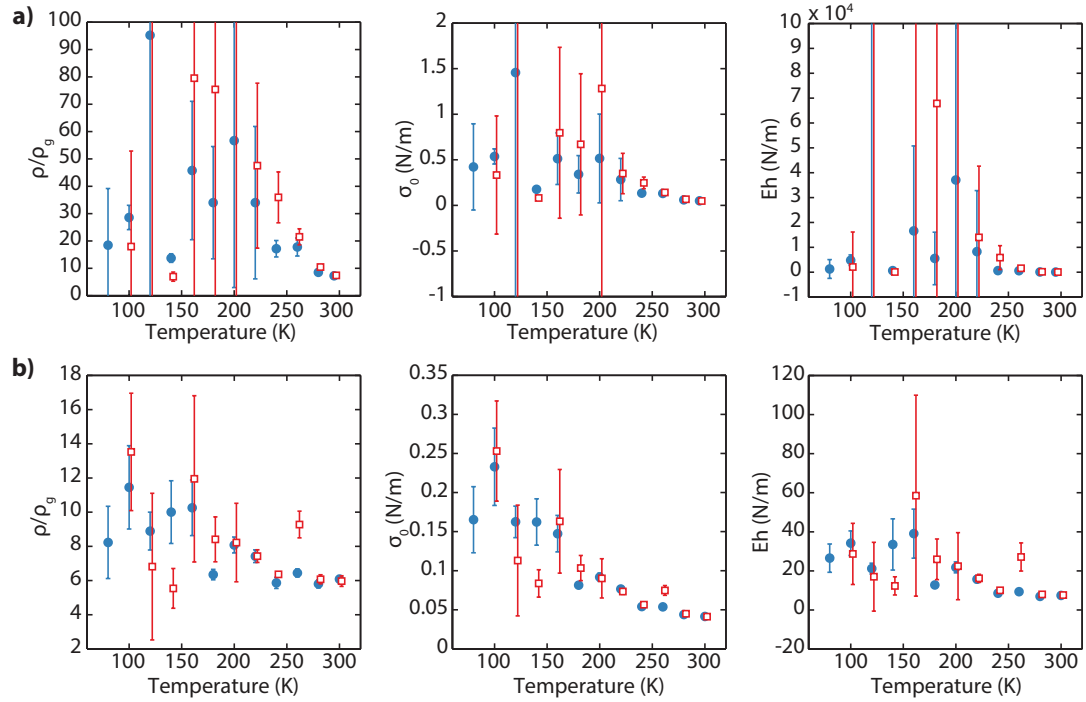 a)
100
90
80
70
60
50
40
30
20
10
0
ρ/ρg
100 150 200 250 300
Temperature (K)
2
1.5
1
0.5
0
-0.5
-1
σ0 (N/m)
100 150 200 250 300
Temperature (K)
x 10⁴
10
9
8
7
6
5
4
3
2
1
0
-1
Eh (N/m)
100 150 200 250 300
Temperature (K)
b)
18
16
14
12
10
8
6
4
2
ρ/ρg
100 150 200 250 300
Temperature (K)
0.35
0.3
0.25
0.2
0.15
0.1
0.05
0
σ0 (N/m)
100 150 200 250 300
Temperature (K)
120
100
80
60
40
20
0
-20
Eh (N/m)
100 150 200 250 300
Temperature (K)